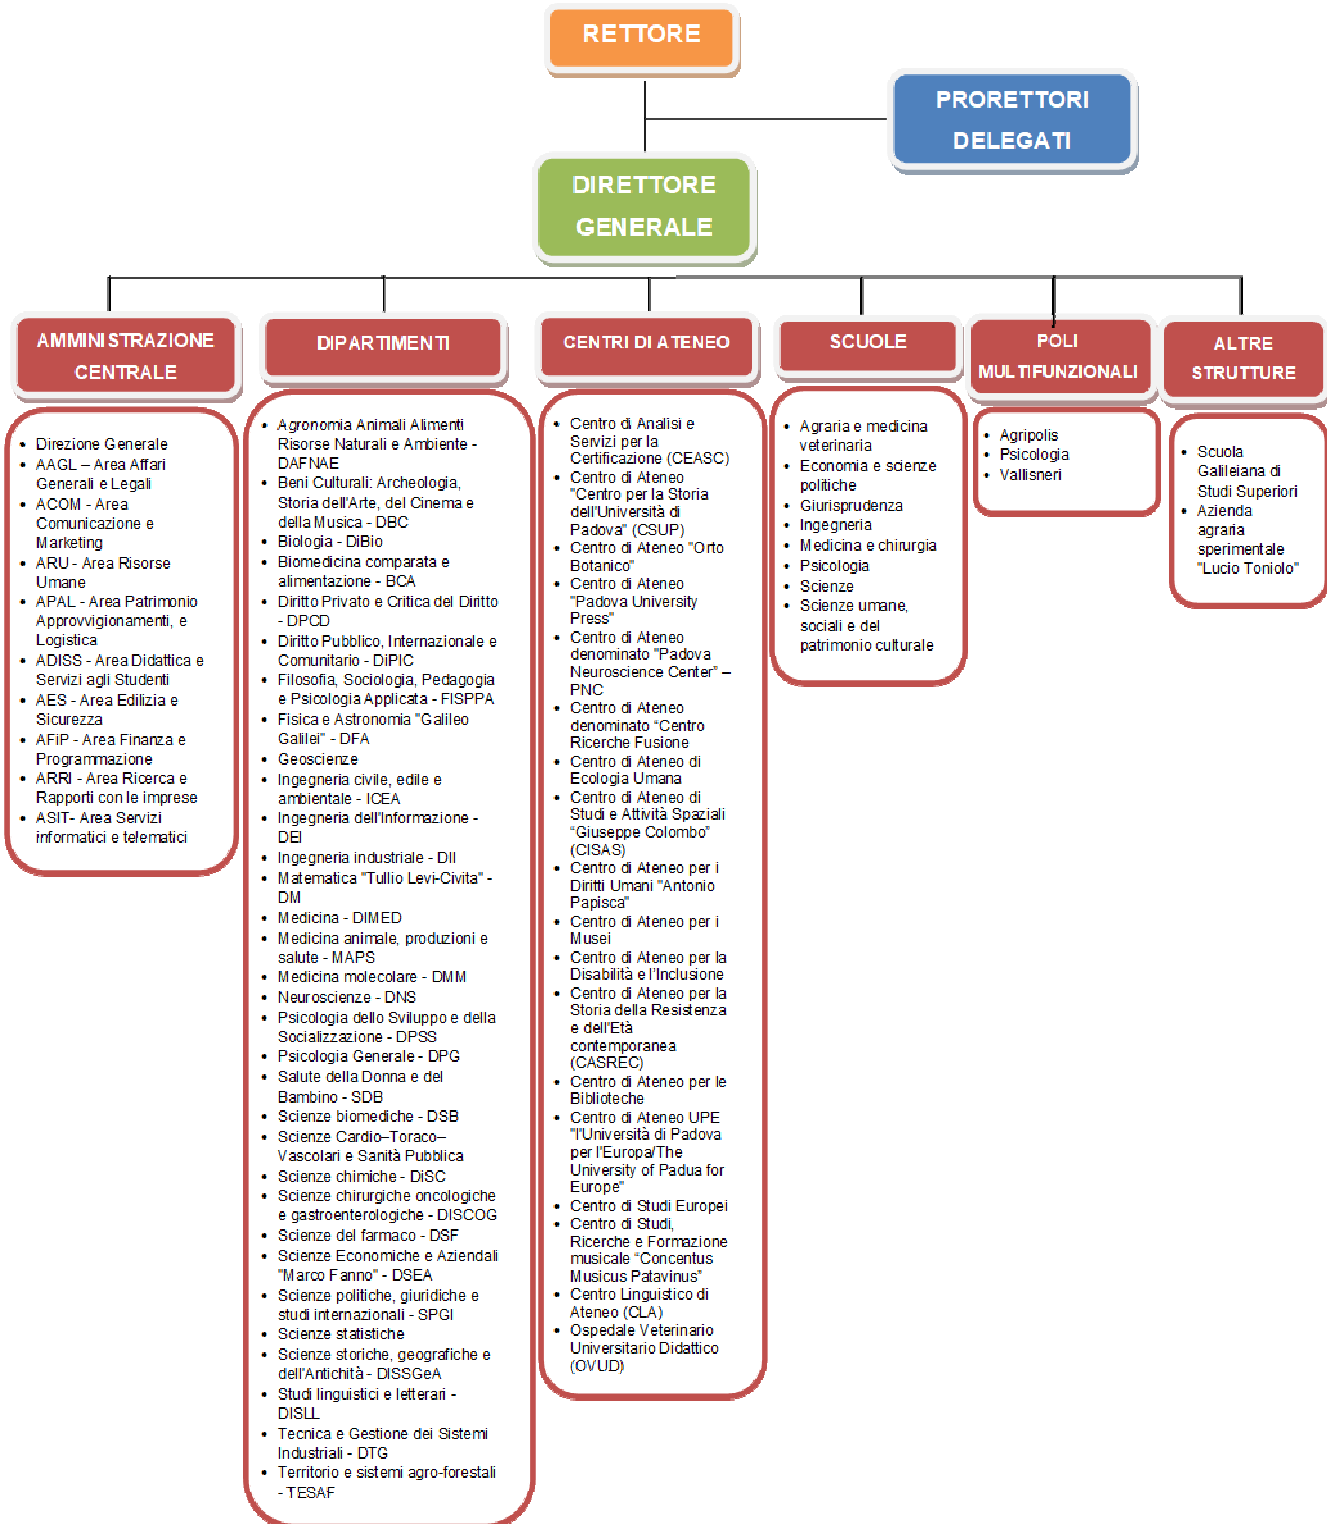 RETTORE
PRORETTORI
DELEGATI
DIRETTORE
GENERALE
AMMINISTRAZIONE
CENTRALE
• Direzione Generale
• AAGL – Area Affari
Generali e Legali
• ACOM - Area
Comunicazione e
Marketing
• ARU - Area Risorse
Umane
• APAL - Area Patrimonio
Approvvigionamenti, e
Logistica
• ADISS - Area Didattica e
Servizi agli Studenti
• AES - Area Edilizia e
Sicurezza
• AFiP - Area Finanza e
Programmazione
• ARRI - Area Ricerca e
Rapporti con le imprese
• ASIT- Area Servizi
informatici e telematici
DIPARTIMENTI
• Agronomia Animali Alimenti
Risorse Naturali e Ambiente -
DAFNAE
• Beni Culturali: Archeologia,
Storia dell'Arte, del Cinema e
della Musica - DBC
• Biologia - DiBio
• Biomedicina comparata e
alimentazione - BCA
• Diritto Privato e Critica del Diritto
- DPCD
• Diritto Pubblico, Internazionale e
Comunitario - DiPIC
• Filosofia, Sociologia, Pedagogia
e Psicologia Applicata - FISPPA
• Fisica e Astronomia "Galileo
Galilei" - DFA
• Geoscienze
• Ingegneria civile, edile e
ambientale - ICEA
• Ingegneria dell'Informazione -
DEI
• Ingegneria industriale - DII
• Matematica "Tullio Levi-Civita" -
DM
• Medicina - DIMED
• Medicina animale, produzioni e
salute - MAPS
• Medicina molecolare - DMM
• Neuroscienze - DNS
• Psicologia dello Sviluppo e della
Socializzazione - DPSS
• Psicologia Generale - DPG
• Salute della Donna e del
Bambino - SDB
• Scienze biomediche - DSB
• Scienze Cardio–Toraco–
Vascolari e Sanità Pubblica
• Scienze chimiche - DiSC
• Scienze chirurgiche oncologiche
e gastroenterologiche - DISCOG
• Scienze del farmaco - DSF
• Scienze Economiche e Aziendali
"Marco Fanno" - DSEA
• Scienze politiche, giuridiche e
studi internazionali - SPGI
• Scienze statistiche
• Scienze storiche, geografiche e
dell'Antichità - DISSGeA
• Studi linguistici e letterari -
DISLL
• Tecnica e Gestione dei Sistemi
Industriali - DTG
• Territorio e sistemi agro-forestali
- TESAF
CENTRI DI ATENEO
• Centro di Analisi e
Servizi per la
Certificazione (CEASC)
• Centro di Ateneo
"Centro per la Storia
dell'Università di
Padova" (CSUP)
• Centro di Ateneo "Orto
Botanico"
• Centro di Ateneo
"Padova University
Press"
• Centro di Ateneo
denominato "Padova
Neuroscience Center” –
PNC
• Centro di Ateneo
denominato “Centro
Ricerche Fusione
• Centro di Ateneo di
Ecologia Umana
• Centro di Ateneo di
Studi e Attività Spaziali
“Giuseppe Colombo”
(CISAS)
• Centro di Ateneo per i
Diritti Umani "Antonio
Papisca"
• Centro di Ateneo per i
Musei
• Centro di Ateneo per la
Disabilità e l'Inclusione
• Centro di Ateneo per la
Storia della Resistenza
e dell'Età
contemporanea
(CASREC)
• Centro di Ateneo per le
Biblioteche
• Centro di Ateneo UPE
"l'Università di Padova
per l'Europa/The
University of Padua for
Europe"
• Centro di Studi Europei
• Centro di Studi,
Ricerche e Formazione
musicale “Concentus
Musicus Patavinus”
• Centro Linguistico di
Ateneo (CLA)
• Ospedale Veterinario
Universitario Didattico
(OVUD)
SCUOLE
• Agraria e medicina
veterinaria
• Economia e scienze
politiche
• Giurisprudenza
• Ingegneria
• Medicina e chirurgia
• Psicologia
• Scienze
• Scienze umane,
sociali e del
patrimonio culturale
POLI
MULTIFUNZIONALI
• Agripolis
• Psicologia
• Vallisneri
ALTRE
STRUTTURE
• Scuola
Galileiana di
Studi Superiori
• Azienda
agraria
sperimentale
"Lucio Toniolo"